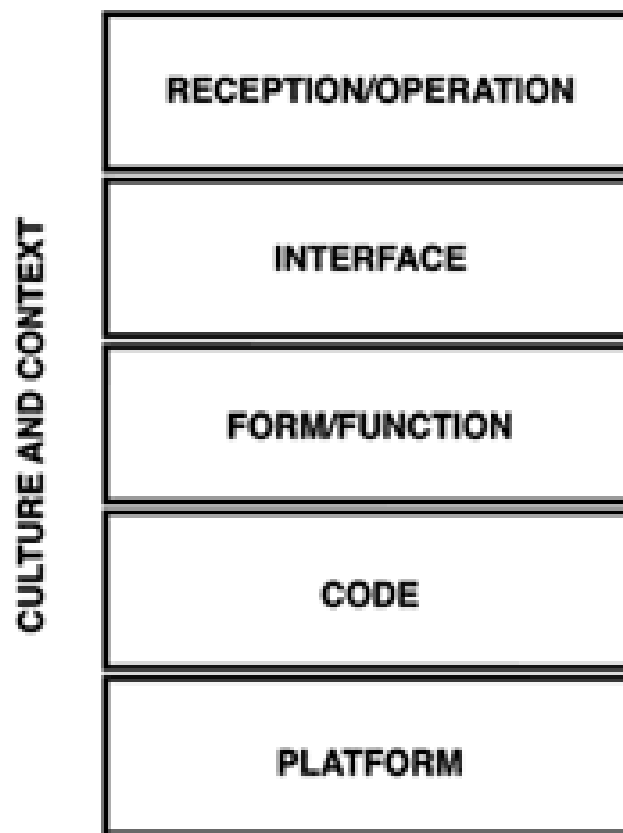 RECEPTION/OPERATION
INTERFACE
FORM/FUNCTION
CODE
PLATFORM
CULTURE AND CONTEXT